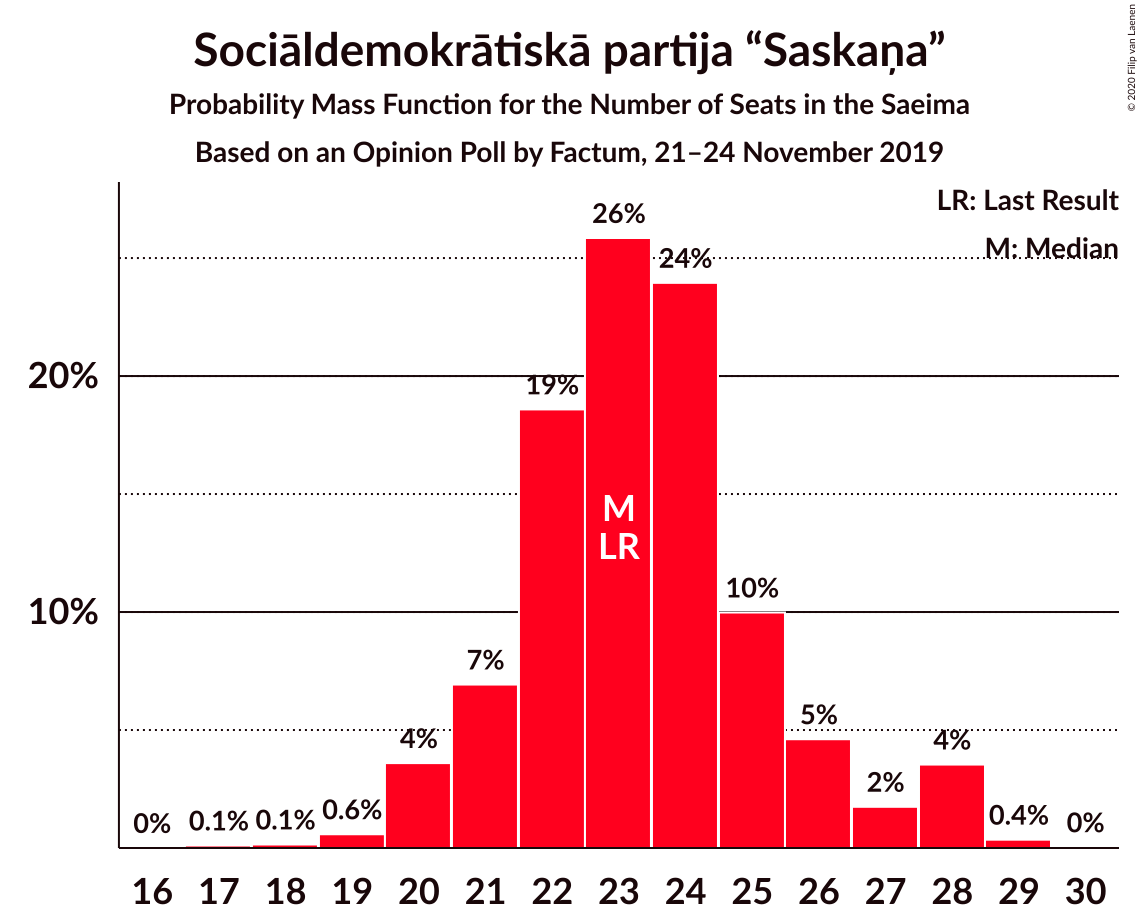 Sociāldemokrātiskā partija “Saskaņa”
Probability Mass Function for the Number of Seats in the Saeima
Based on an Opinion Poll by Factum, 21–24 November 2019
© 2020 Filip van Laenen
LR: Last Result
M: Median
26%
24%
20%
19%
M
LR
10%
10%
7%
5%
4%
4%
2%
0%
0.1%
0.1%
0.6%
0.4%
0%
16 17 18 19 20 21 22 23 24 25 26 27 28 29 30